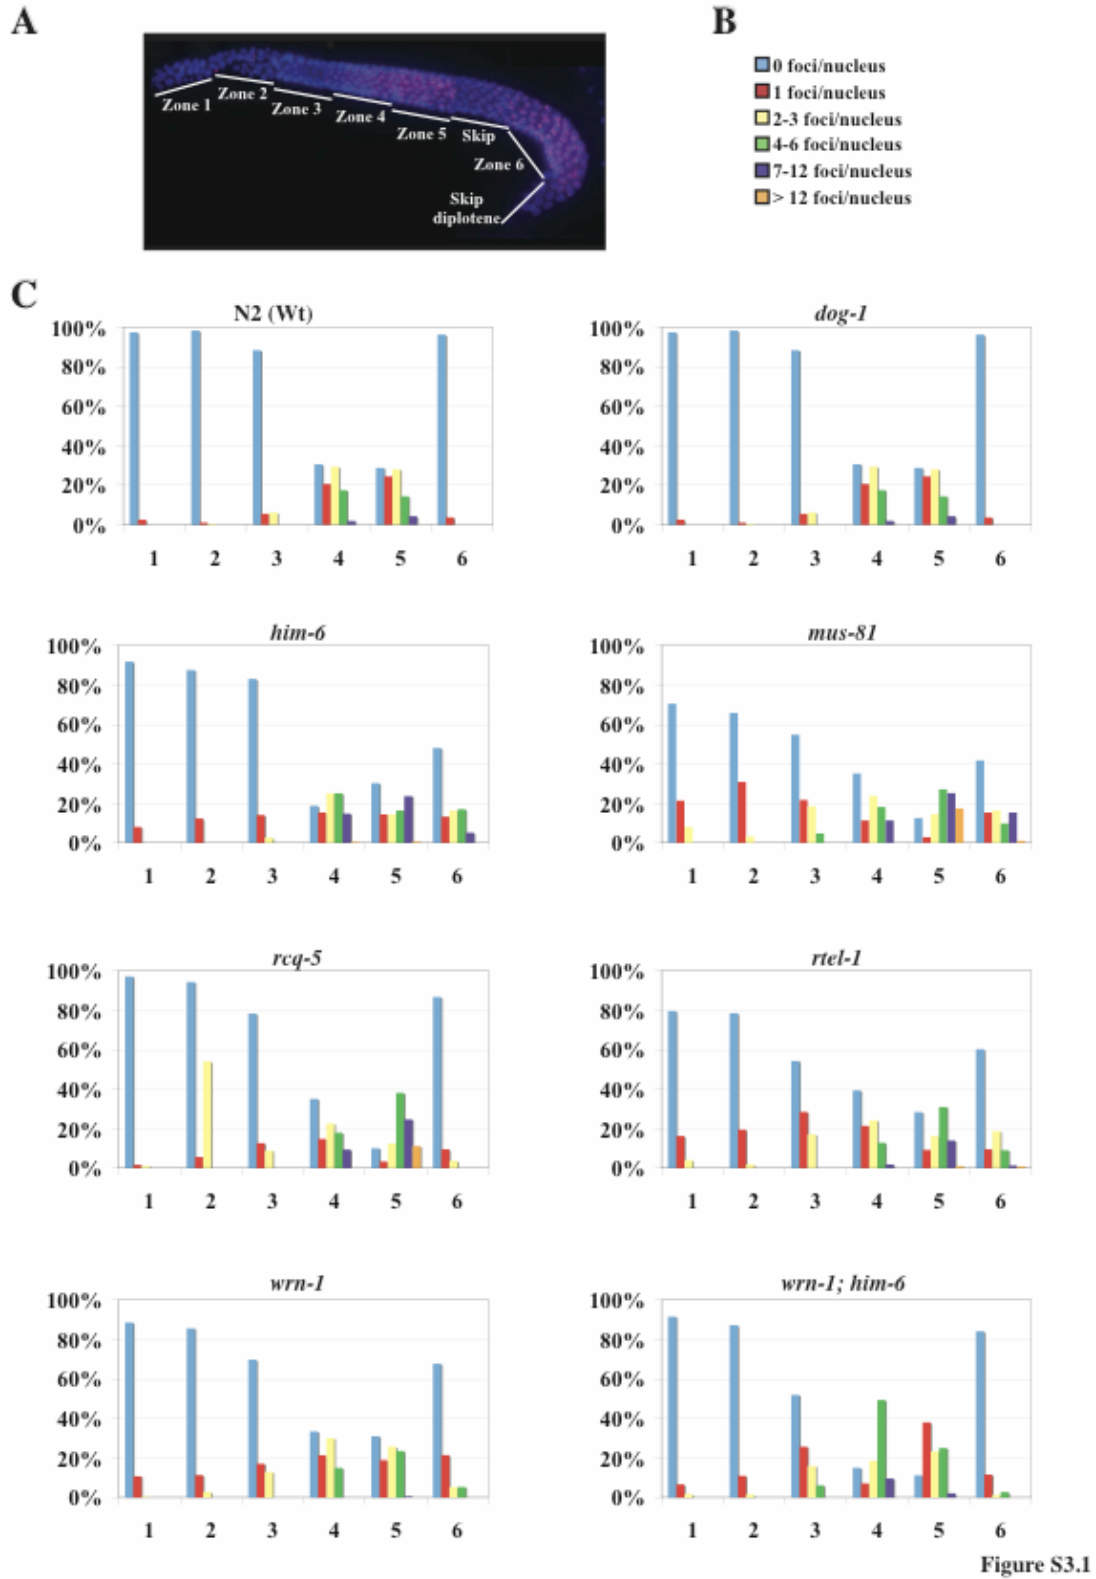 A
Zone 1
Zone 2
Zone 3
Zone 4
Zone 5
Skip
Zone 6
Skip
diplotene
B
0 foci/nucleus
1 foci/nucleus
2-3 foci/nucleus
4-6 foci/nucleus
7-12 foci/nucleus
> 12 foci/nucleus
C
N2 (Wt)
100%
80%
60%
40%
20%
0%
1 2 3 4 5 6
dog-1
100%
80%
60%
40%
20%
0%
1 2 3 4 5 6
him-6
100%
80%
60%
40%
20%
0%
1 2 3 4 5 6
mus-81
100%
80%
60%
40%
20%
0%
1 2 3 4 5 6
rcq-5
100%
80%
60%
40%
20%
0%
1 2 3 4 5 6
rtel-1
100%
80%
60%
40%
20%
0%
1 2 3 4 5 6
wrn-1
100%
80%
60%
40%
20%
0%
1 2 3 4 5 6
wrn-1; him-6
100%
80%
60%
40%
20%
0%
1 2 3 4 5 6
Figure S3.1